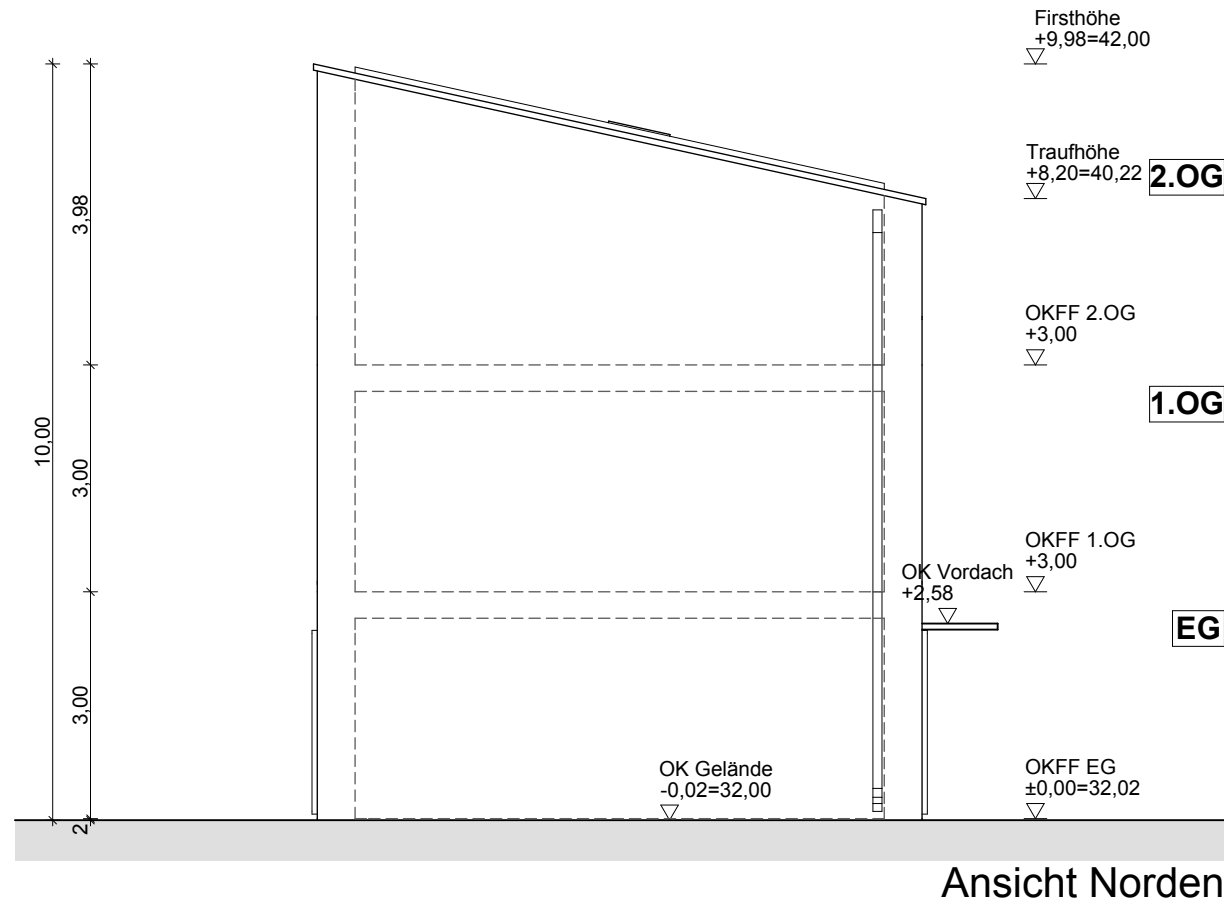 Firsthöhe
+9,98=42,00
Traufhöhe
+8,20=40,22
2.OG
3,98
OKFF 2.OG
+3,00
1.OG
10,00
3,00
OKFF 1.OG
+3,00
OK Vordach
+2,58
EG
3,00
OK Gelände
-0,02=32,00
OKFF EG
±0,00=32,02
2
Ansicht Norden